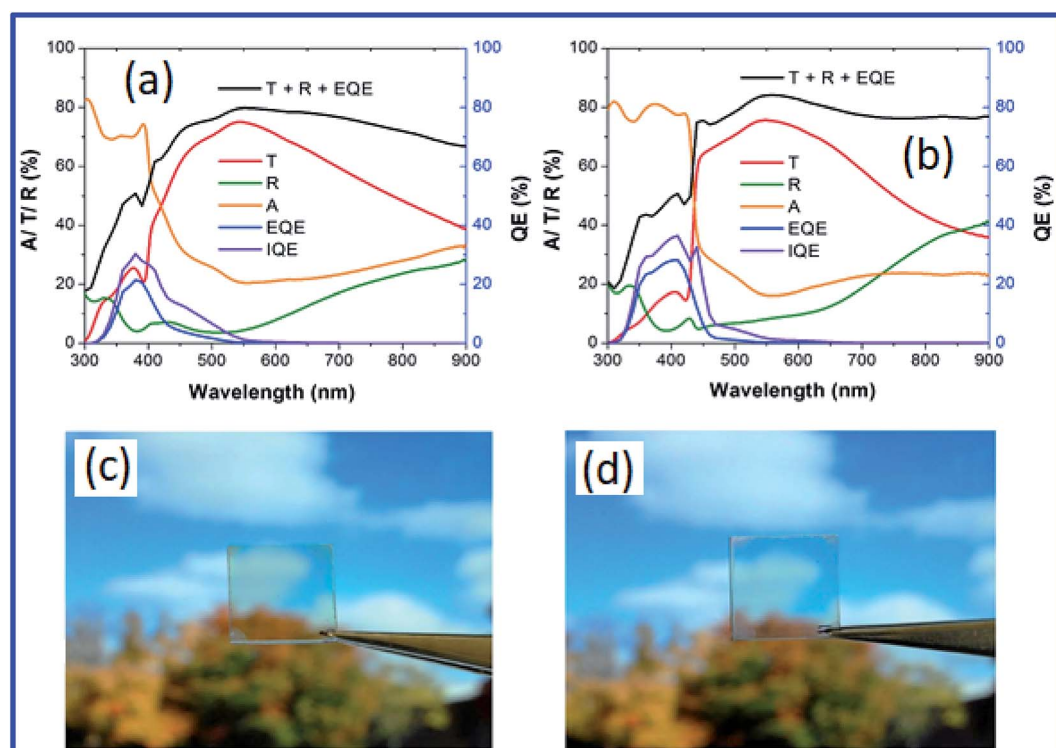 (a)
A/ T/ R (%)
100
80
60
40
20
0
T + R + EQE
T
R
A
EQE
IQE
100
80
60
40
20
0
QE (%)
300 400 500 600 700 800 900
Wavelength (nm)
(b)
A/ T/ R (%)
100
80
60
40
20
0
T + R + EQE
T
R
A
EQE
IQE
100
80
60
40
20
0
QE (%)
300 400 500 600 700 800 900
Wavelength (nm)
(c)
(d)